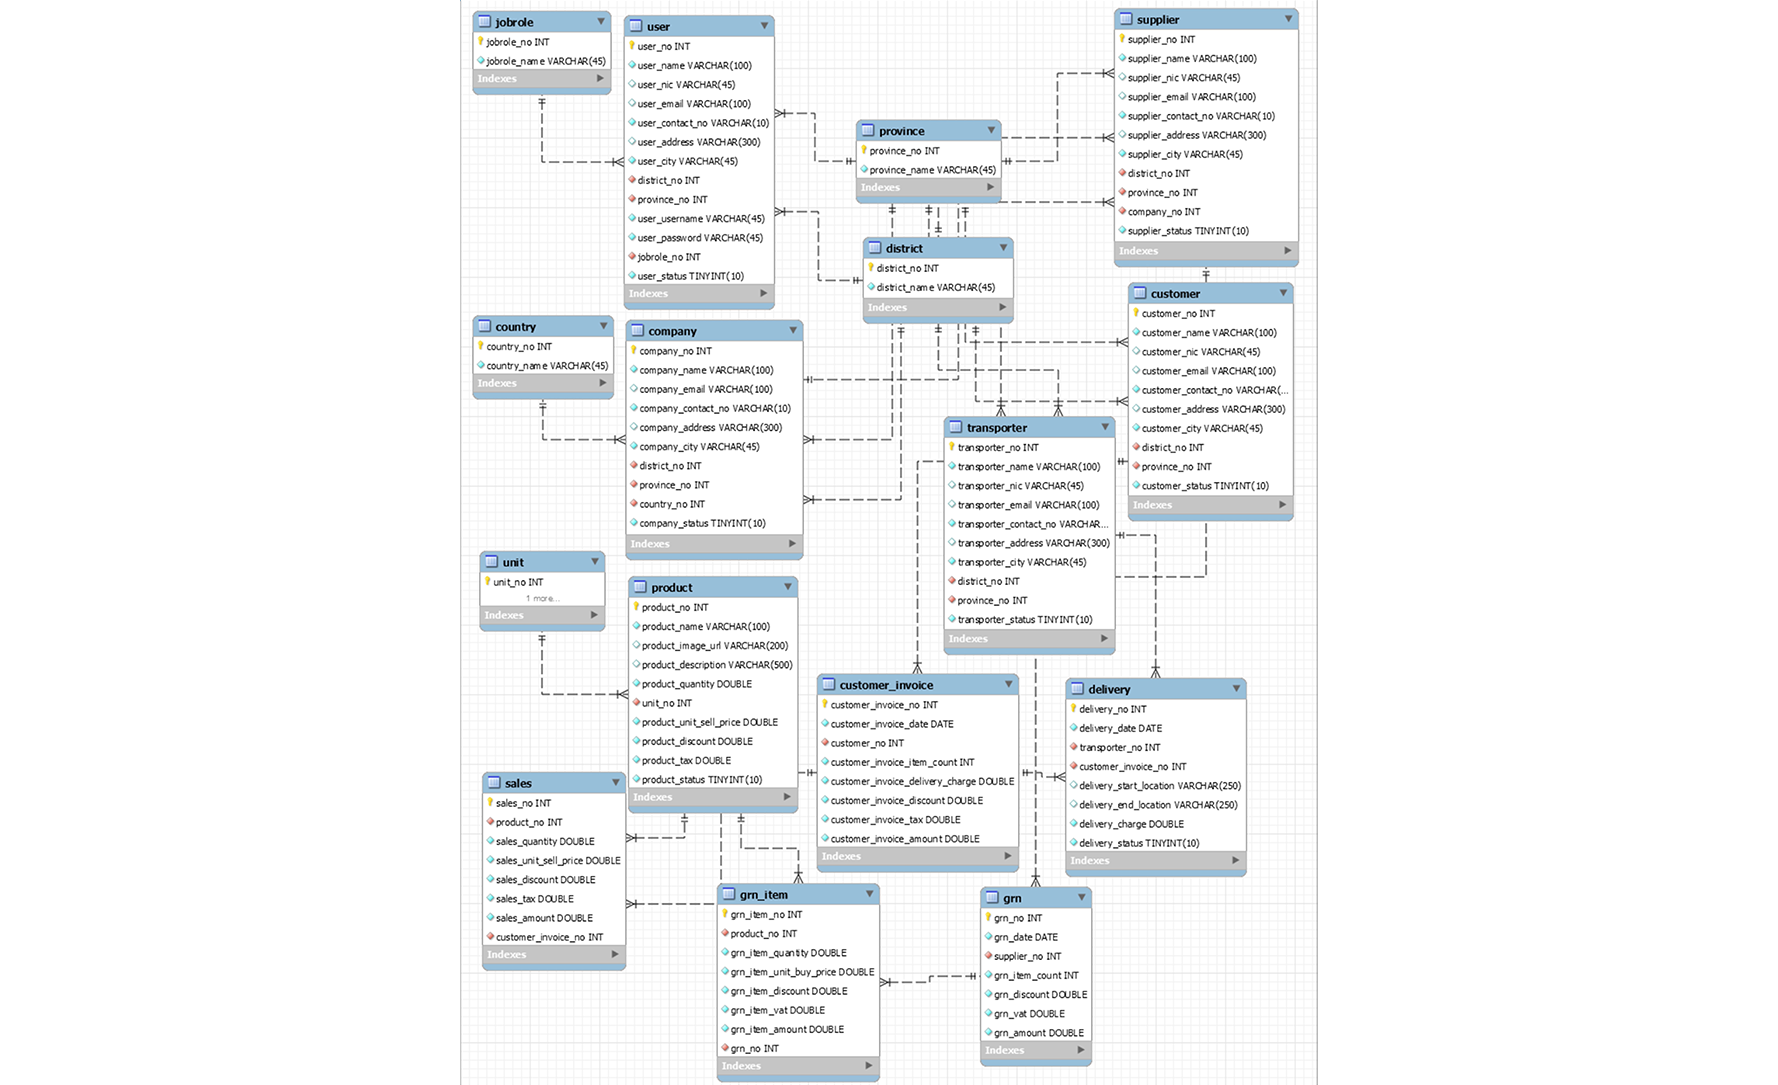 jobrole
jobrole_no INT
jobrole_name VARCHAR(45)
Indexes
user
user_no INT
user_name VARCHAR(100)
user_nic VARCHAR(45)
user_email VARCHAR(100)
user_contact_no VARCHAR(10)
user_address VARCHAR(300)
user_city VARCHAR(45)
district_no INT
province_no INT
user_username VARCHAR(45)
user_password VARCHAR(45)
jobrole_no INT
user_status TINYINT(10)
Indexes
province
province_no INT
province_name VARCHAR(45)
Indexes
supplier
supplier_no INT
supplier_name VARCHAR(100)
supplier_nic VARCHAR(45)
supplier_email VARCHAR(100)
supplier_contact_no VARCHAR(10)
supplier_address VARCHAR(300)
supplier_city VARCHAR(45)
district_no INT
province_no INT
company_no INT
supplier_status TINYINT(10)
Indexes
district
district_no INT
district_name VARCHAR(45)
Indexes
country
country_no INT
country_name VARCHAR(45)
Indexes
company
company_no INT
company_name VARCHAR(100)
company_email VARCHAR(100)
company_contact_no VARCHAR(10)
company_address VARCHAR(300)
company_city VARCHAR(45)
district_no INT
province_no INT
country_no INT
company_status TINYINT(10)
Indexes
customer
customer_no INT
customer_name VARCHAR(100)
customer_nic VARCHAR(45)
customer_email VARCHAR(100)
customer_contact_no VARCHAR(...
customer_address VARCHAR(300)
customer_city VARCHAR(45)
district_no INT
province_no INT
customer_status TINYINT(10)
Indexes
transporter
transporter_no INT
transporter_name VARCHAR(100)
transporter_nic VARCHAR(45)
transporter_email VARCHAR(100)
transporter_contact_no VARCHAR...
transporter_address VARCHAR(300)
transporter_city VARCHAR(45)
district_no INT
province_no INT
transporter_status TINYINT(10)
Indexes
unit
unit_no INT
1 more...
Indexes
product
product_no INT
product_name VARCHAR(100)
product_image_url VARCHAR(200)
product_description VARCHAR(500)
product_quantity DOUBLE
unit_no INT
product_unit_sell_price DOUBLE
product_discount DOUBLE
product_tax DOUBLE
product_status TINYINT(10)
Indexes
customer_invoice
customer_invoice_no INT
customer_invoice_date DATE
customer_no INT
customer_invoice_item_count INT
customer_invoice_delivery_charge DOUBLE
customer_invoice_discount DOUBLE
customer_invoice_tax DOUBLE
customer_invoice_amount DOUBLE
Indexes
delivery
delivery_no INT
delivery_date DATE
transporter_no INT
customer_invoice_no INT
delivery_start_location VARCHAR(250)
delivery_end_location VARCHAR(250)
delivery_charge DOUBLE
delivery_status TINYINT(10)
Indexes
sales
sales_no INT
product_no INT
sales_quantity DOUBLE
sales_unit_sell_price DOUBLE
sales_discount DOUBLE
sales_tax DOUBLE
sales_amount DOUBLE
customer_invoice_no INT
Indexes
grn_item
grn_item_no INT
product_no INT
grn_item_quantity DOUBLE
grn_item_unit_buy_price DOUBLE
grn_item_discount DOUBLE
grn_item_vat DOUBLE
grn_item_amount DOUBLE
grn_no INT
Indexes
grn
grn_no INT
grn_date DATE
supplier_no INT
grn_item_count INT
grn_discount DOUBLE
grn_vat DOUBLE
grn_amount DOUBLE
Indexes